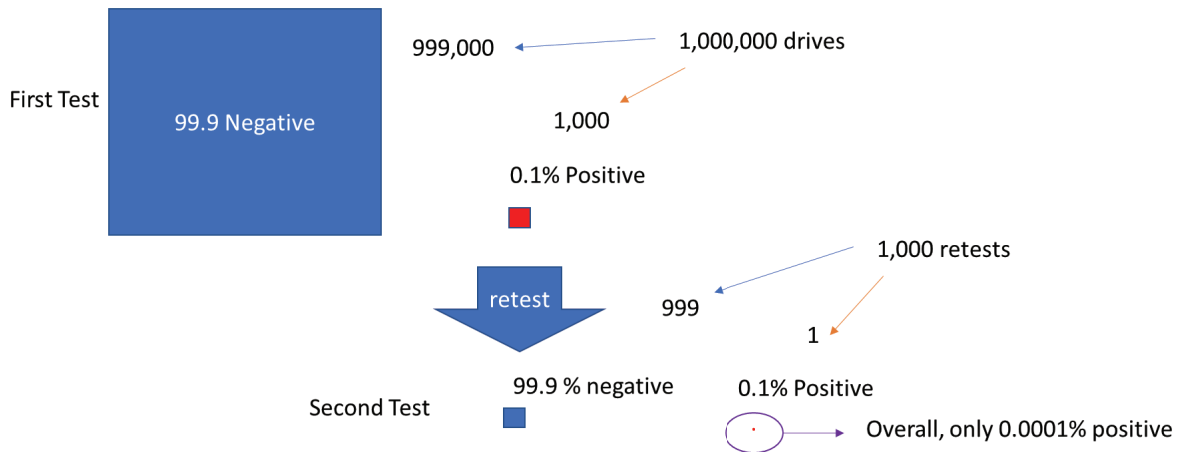 999,000
1,000,000 drives
First Test
99.9 Negative
1,000
0.1% Positive
1,000 retests
retest
999
1
99.9 % negative
0.1% Positive
Second Test
Overall, only 0.0001% positive